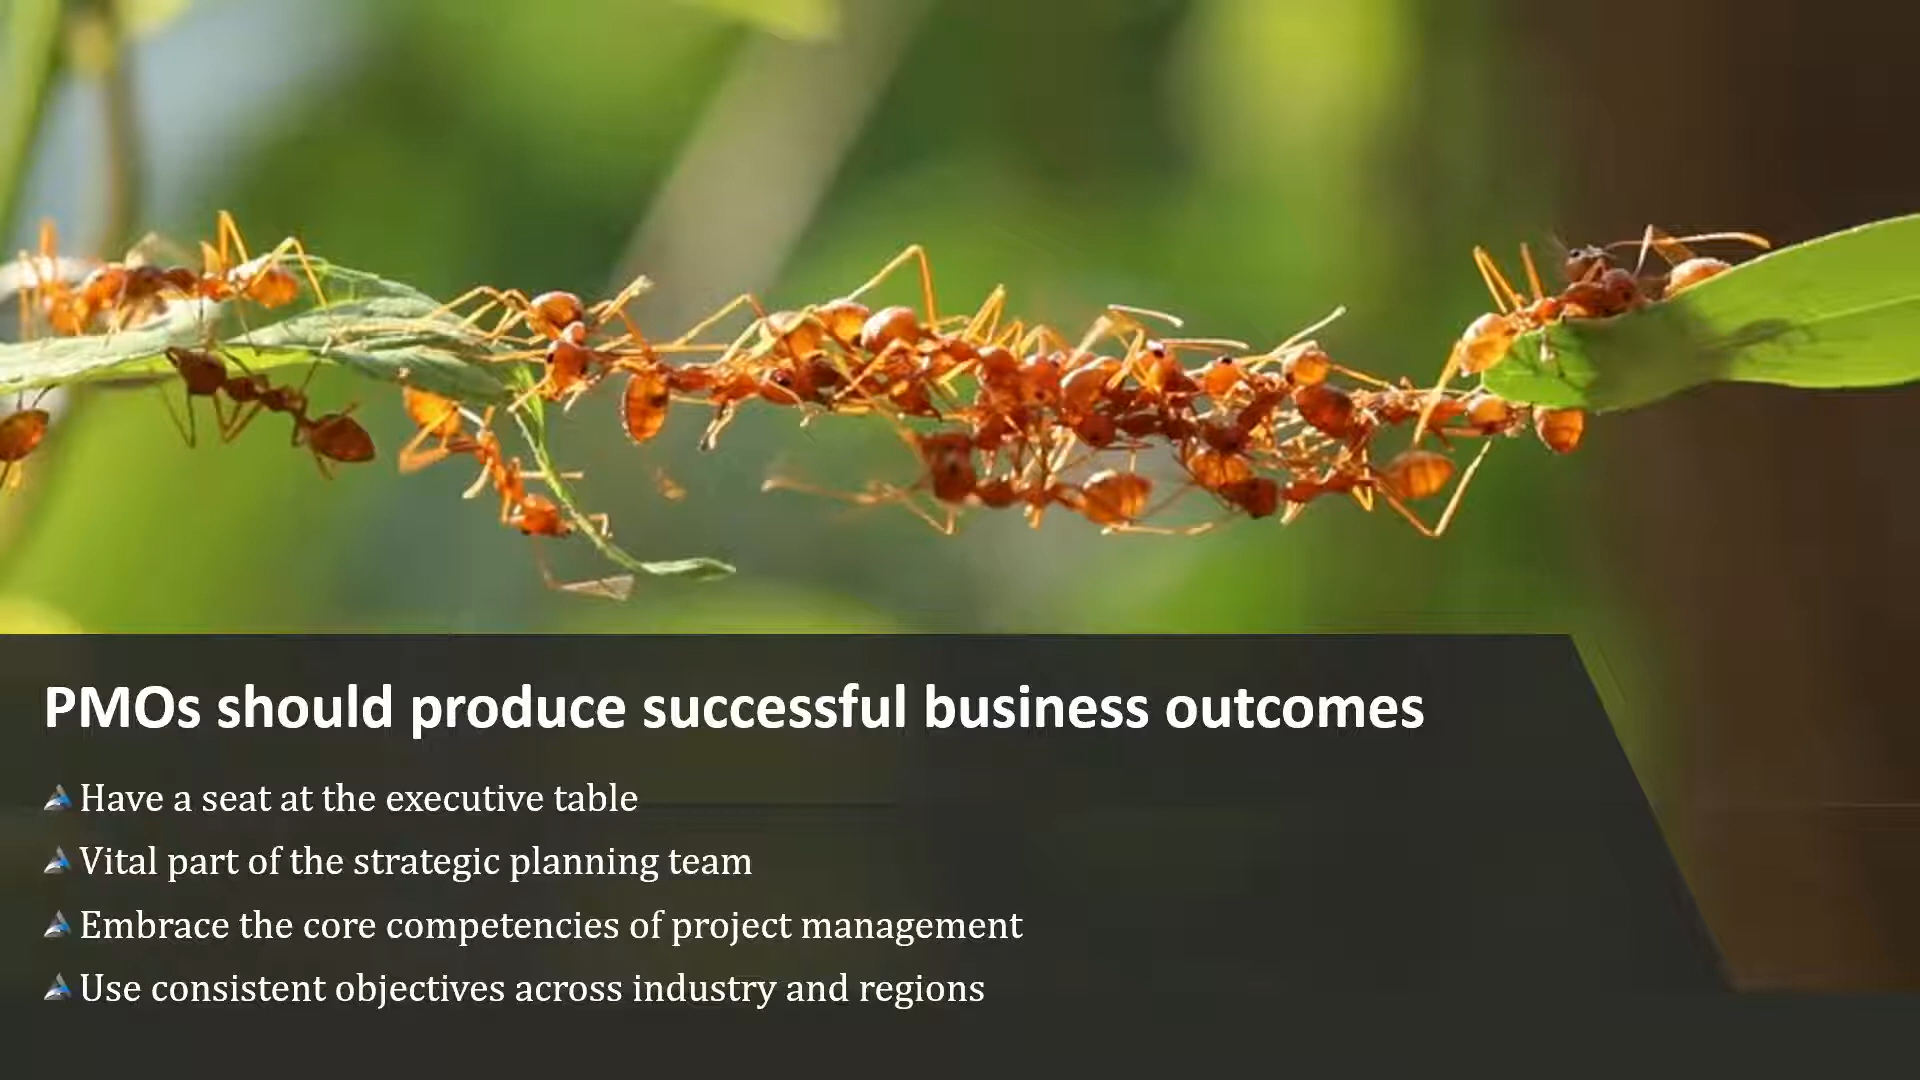 PMOs should produce successful business outcomes
Have a seat at the executive table
Vital part of the strategic planning team
Embrace the core competencies of project management
Use consistent objectives across industry and regions